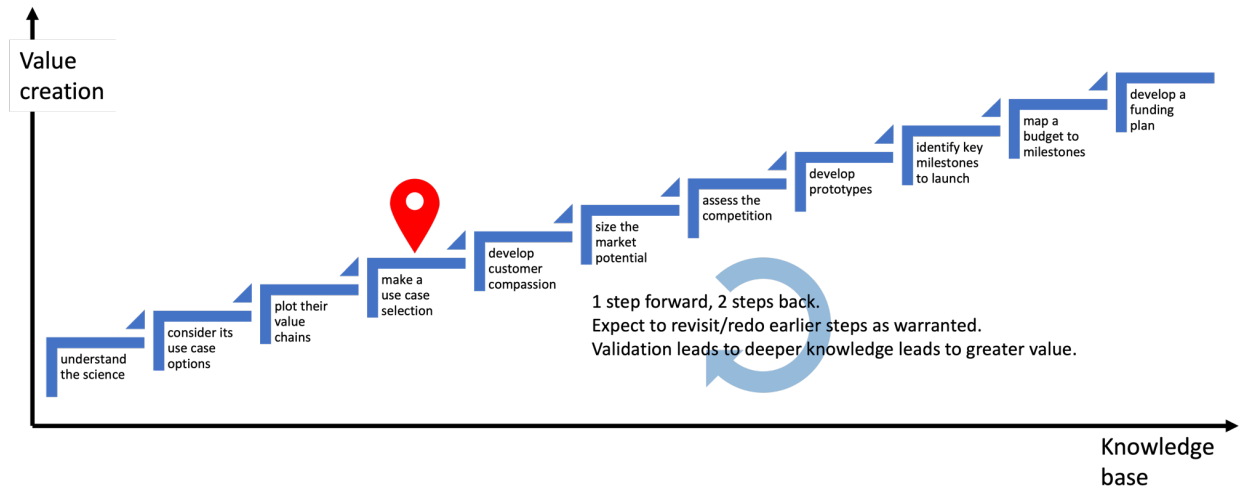 Value
creation
understand
the science
consider its
use case
options
plot their
value
chains
make a
use case
selection
develop
customer
compassion
size the
market
potential
assess the
competition
develop
prototypes
identify key
milestones
to launch
map a
budget to
milestones
develop a
funding
plan
1 step forward, 2 steps back.
Expect to revisit/redo earlier steps as warranted.
Validation leads to deeper knowledge leads to greater value.
Knowledge
base